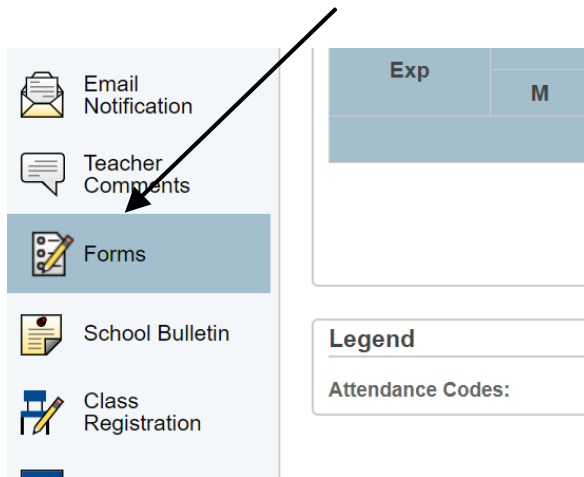 Email
Notification
Teacher
Comments
Forms
School Bulletin
Class
Registration
Exp
M
Legend
Attendance Codes: